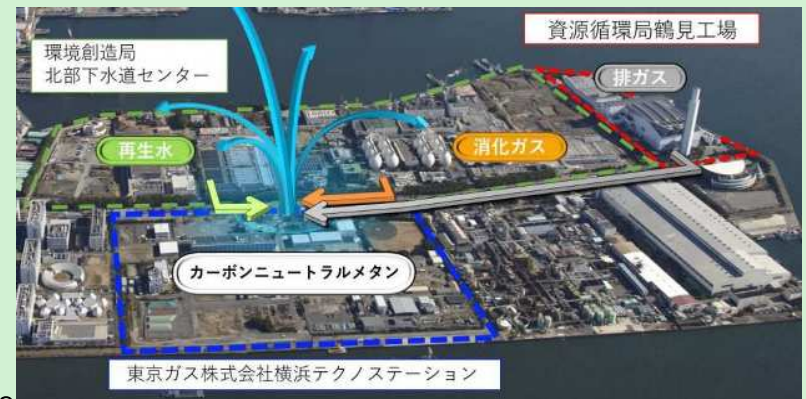 環境創造局
北部下水道センター
資源循環局鶴見工場
排ガス
再生水
消化ガス
カーボンニュートラルメタン
東京ガス株式会社横浜テクノステーション